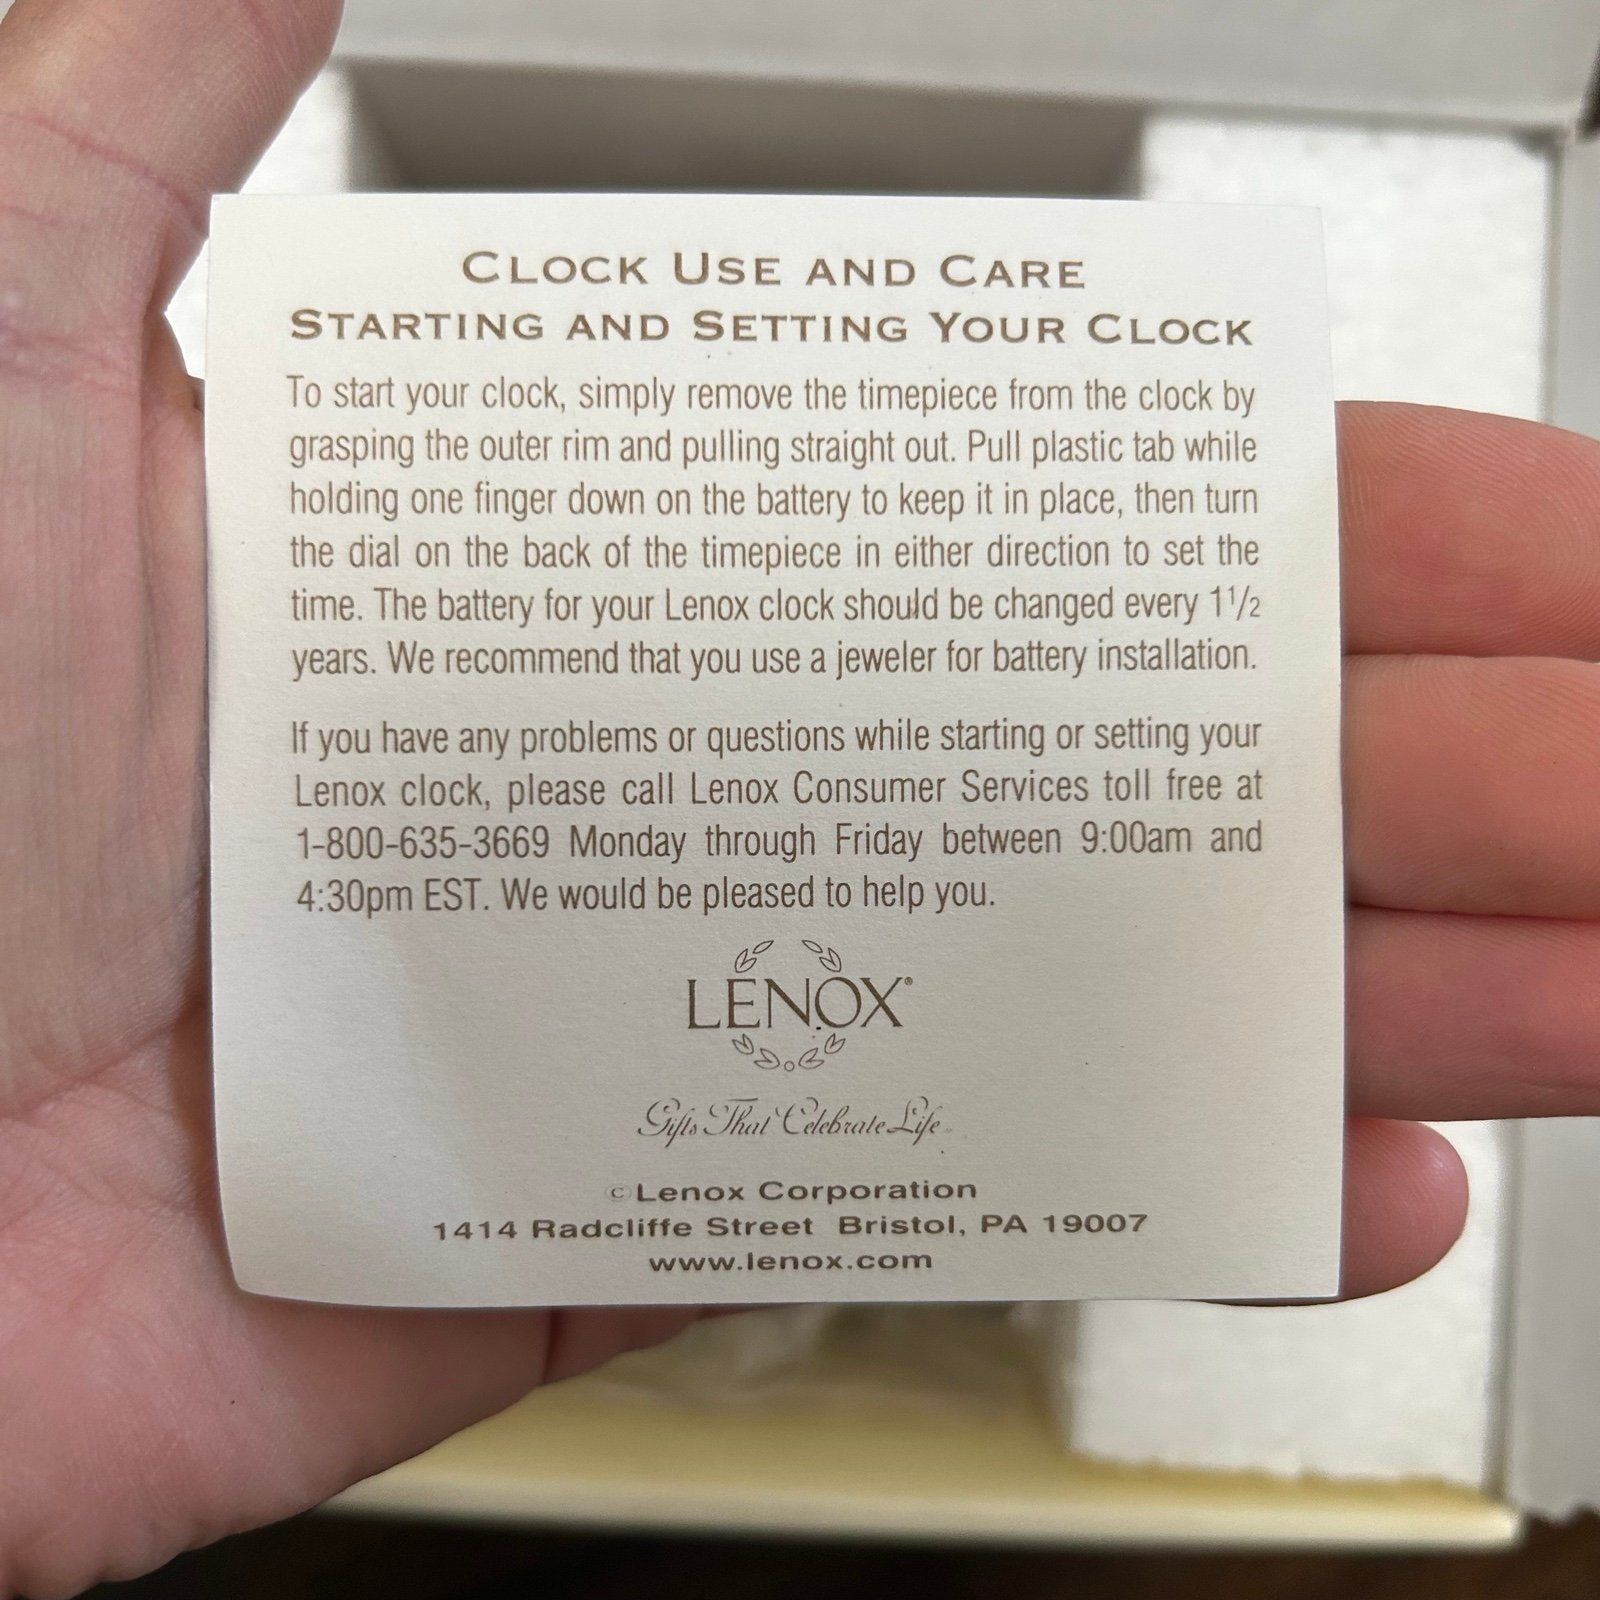 CLOCK USE AND CARE
STARTING AND SETTING YOUR CLOCK
To start your clock, simply remove the timepiece from the clock by
grasping the outer rim and pulling straight out. Pull plastic tab while
holding one finger down on the battery to keep it in place, then turn
the dial on the back of the timepiece in either direction to set the
time. The battery for your Lenox clock should be changed every 1 1/2
years. We recommend that you use a jeweler for battery installation.
If you have any problems or questions while starting or setting your
Lenox clock, please call Lenox Consumer Services toll free at
1-800-635-3669 Monday through Friday between 9:00am and
4:30pm EST. We would be pleased to help you.
LENOX®
Gifts That Celebrate Life
©Lenox Corporation
1414 Radcliffe Street Bristol, PA 19007
www.lenox.com